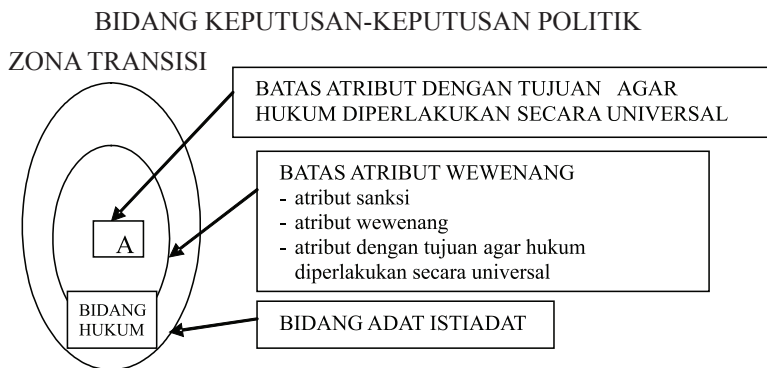 BIDANG KEPUTUSAN-KEPUTUSAN POLITIK
ZONA TRANSISI
BATAS ATRIBUT DENGAN TUJUAN AGAR
HUKUM DIPERLAKUKAN SECARA UNIVERSAL
BATAS ATRIBUT WEWENANG
- atribut sanksi
- atribut wewenang
- atribut dengan tujuan agar hukum
diperlakukan secara universal
A
BIDANG
HUKUM
BIDANG ADAT ISTIADAT